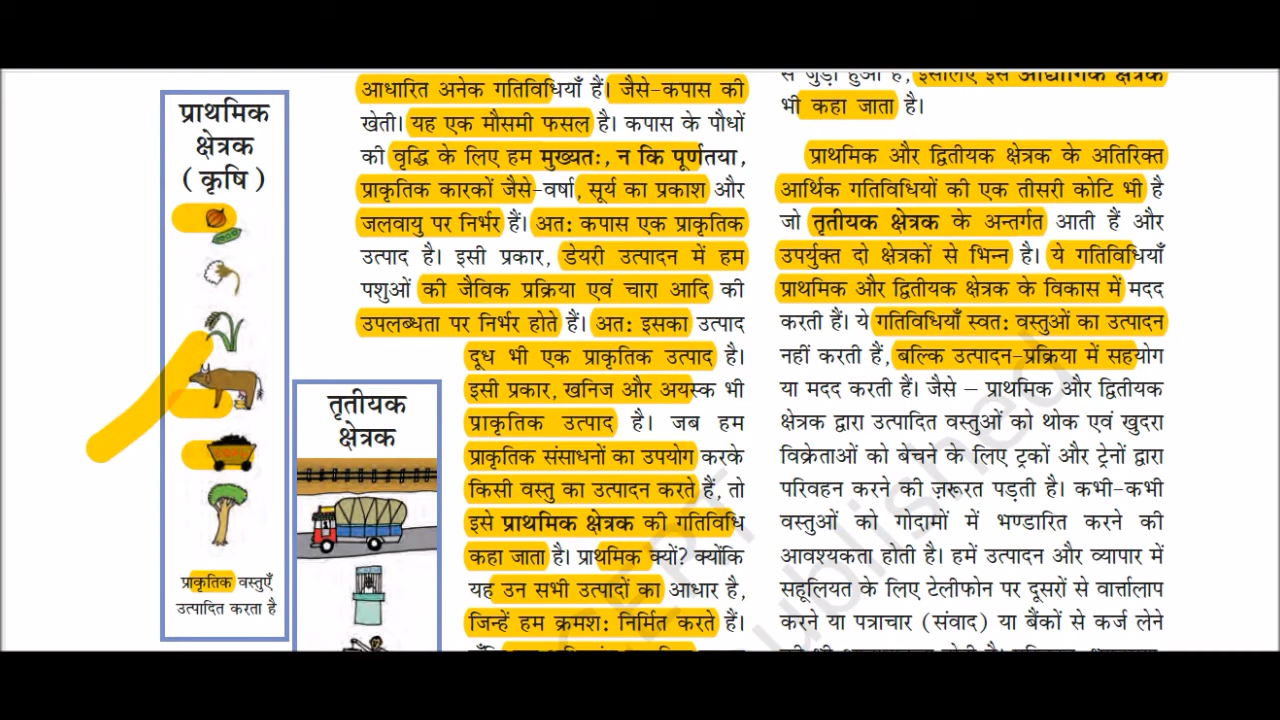 प्राथमिक
क्षेत्रक
( कृषि )
प्राकृतिक वस्तुएँ
उत्पादित करता है
तृतीयक
क्षेत्रक
आधारित अनेक गतिविधियाँ हैं। जैसे-कपास की
खेती। यह एक मौसमी फसल है। कपास के पौधों
की वृद्धि के लिए हम मुख्यतः, न कि पूर्णतया,
प्राकृतिक कारकों जैसे-वर्षा, सूर्य का प्रकाश और
जलवायु पर निर्भर हैं। अत: कपास एक प्राकृतिक
उत्पाद है। इसी प्रकार, डेयरी उत्पादन में हम
पशुओं की जैविक प्रक्रिया एवं चारा आदि की
उपलब्धता पर निर्भर होते हैं। अत: इसका उत्पाद
दूध भी एक प्राकृतिक उत्पाद है।
इसी प्रकार, खनिज और अयस्क भी
प्राकृतिक उत्पाद है। जब हम
प्राकृतिक संसाधनों का उपयोग करके
किसी वस्तु का उत्पादन करते हैं, तो
इसे प्राथमिक क्षेत्रक की गतिविधि
कहा जाता है। प्राथमिक क्यों? क्योंकि
यह उन सभी उत्पादों का आधार है,
जिन्हें हम क्रमश: निर्मित करते हैं।
से जुड़ा हुआ है, इसलिए इसे औद्योगिक क्षेत्रक
भी कहा जाता है।
प्राथमिक और द्वितीयक क्षेत्रक के अतिरिक्त
आर्थिक गतिविधियों की एक तीसरी कोटि भी है
जो तृतीयक क्षेत्रक के अन्तर्गत आती हैं और
उपर्युक्त दो क्षेत्रकों से भिन्न है। ये गतिविधियाँ
प्राथमिक और द्वितीयक क्षेत्रक के विकास में मदद
करती हैं। ये गतिविधियाँ स्वत: वस्तुओं का उत्पादन
नहीं करती हैं, बल्कि उत्पादन-प्रक्रिया में सहयोग
या मदद करती हैं। जैसे – प्राथमिक और द्वितीयक
क्षेत्रक द्वारा उत्पादित वस्तुओं को थोक एवं खुदरा
विक्रेताओं को बेचने के लिए ट्रकों और ट्रेनों द्वारा
परिवहन करने की ज़रूरत पड़ती है। कभी-कभी
वस्तुओं को गोदामों में भण्डारित करने की
आवश्यकता होती है। हमें उत्पादन और व्यापार में
सहूलियत के लिए टेलीफोन पर दूसरों से वार्त्तालाप
करने या पत्राचार (संवाद) या बैंकों से कर्ज लेने